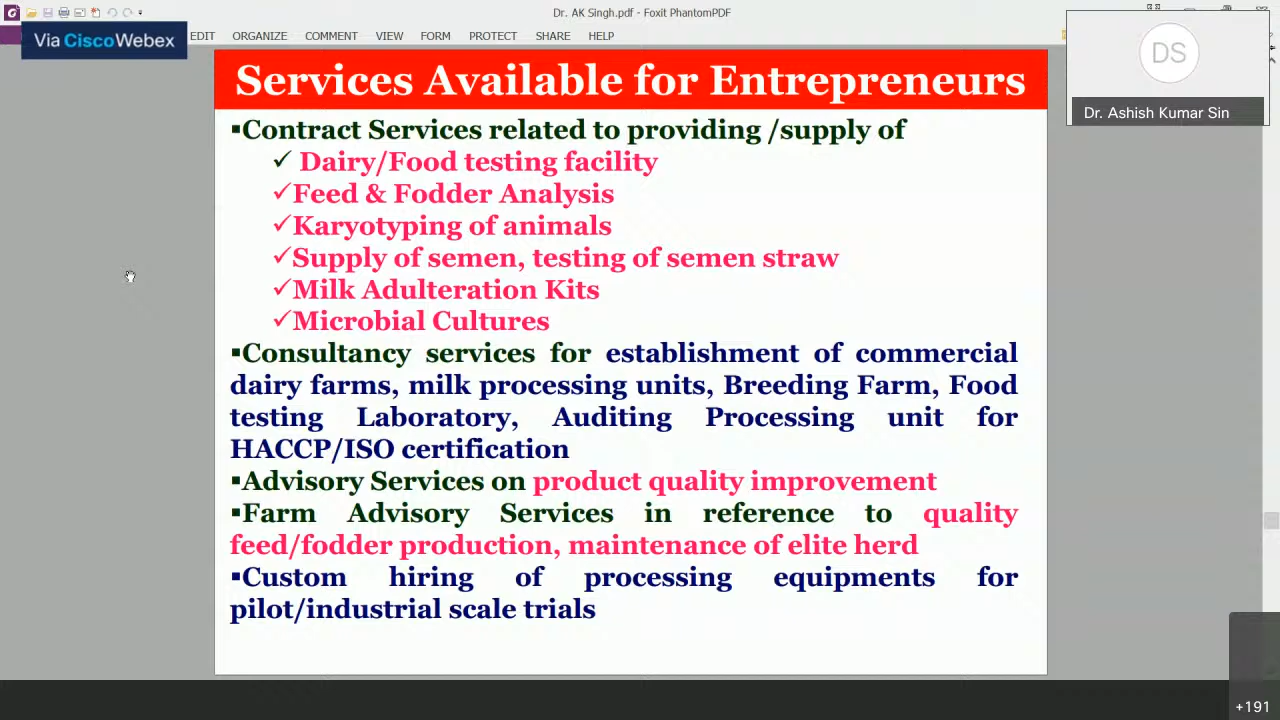 Dr. AK Singh.pdf - Foxit PhantomPDF
Via CiscoWebex
EDIT ORGANIZE COMMENT VIEW FORM PROTECT SHARE HELP
DS
Dr. Ashish Kumar Sin
Services Available for Entrepreneurs
▪Contract Services related to providing /supply of
✓ Dairy/Food testing facility
✓Feed & Fodder Analysis
✓Karyotyping of animals
✓Supply of semen, testing of semen straw
✓Milk Adulteration Kits
✓Microbial Cultures
▪Consultancy services for establishment of commercial
dairy farms, milk processing units, Breeding Farm, Food
testing Laboratory, Auditing Processing unit for
HACCP/ISO certification
▪Advisory Services on product quality improvement
▪Farm Advisory Services in reference to quality
feed/fodder production, maintenance of elite herd
▪Custom hiring of processing equipments for
pilot/industrial scale trials
+191